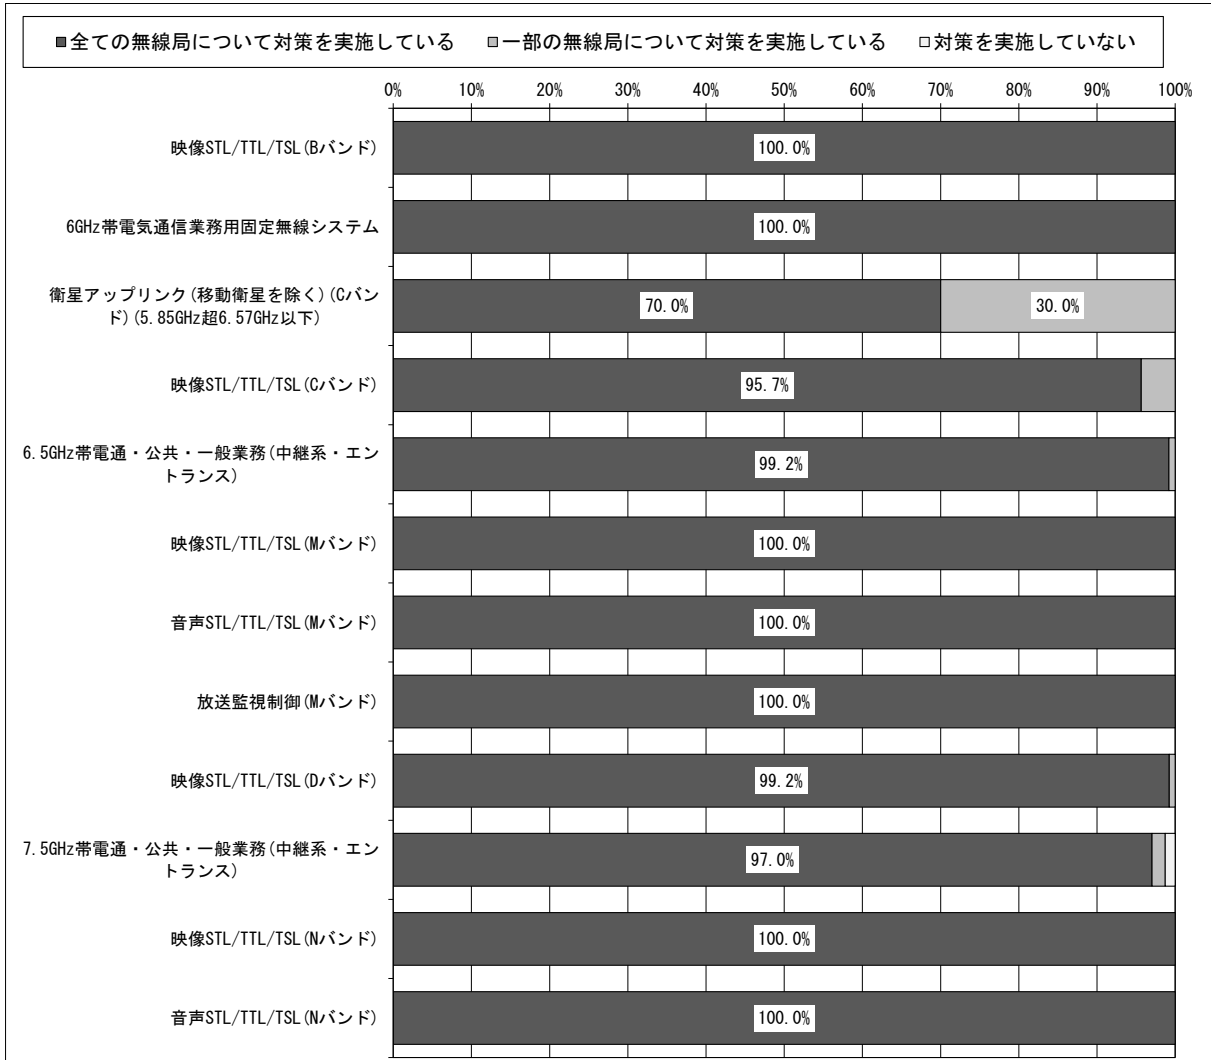 ■全ての無線局について対策を実施している ■一部の無線局について対策を実施している □対策を実施していない
0% 10% 20% 30% 40% 50% 60% 70% 80% 90% 100%
映像STL/TTL/TSL(Bバンド)
100.0%
6GHz帯電気通信業務用固定無線システム
100.0%
衛星アップリンク(移動衛星を除く)(Cバン
ド)(5.85GHz超6.57GHz以下)
70.0% 30.0%
映像STL/TTL/TSL(Cバンド)
95.7%
6.5GHz帯電通・公共・一般業務(中継系・エン
トランス)
99.2%
映像STL/TTL/TSL(Mバンド)
100.0%
音声STL/TTL/TSL(Mバンド)
100.0%
放送監視制御(Mバンド)
100.0%
映像STL/TTL/TSL(Dバンド)
99.2%
7.5GHz帯電通・公共・一般業務(中継系・エン
トランス)
97.0%
映像STL/TTL/TSL(Nバンド)
100.0%
音声STL/TTL/TSL(Nバンド)
100.0%